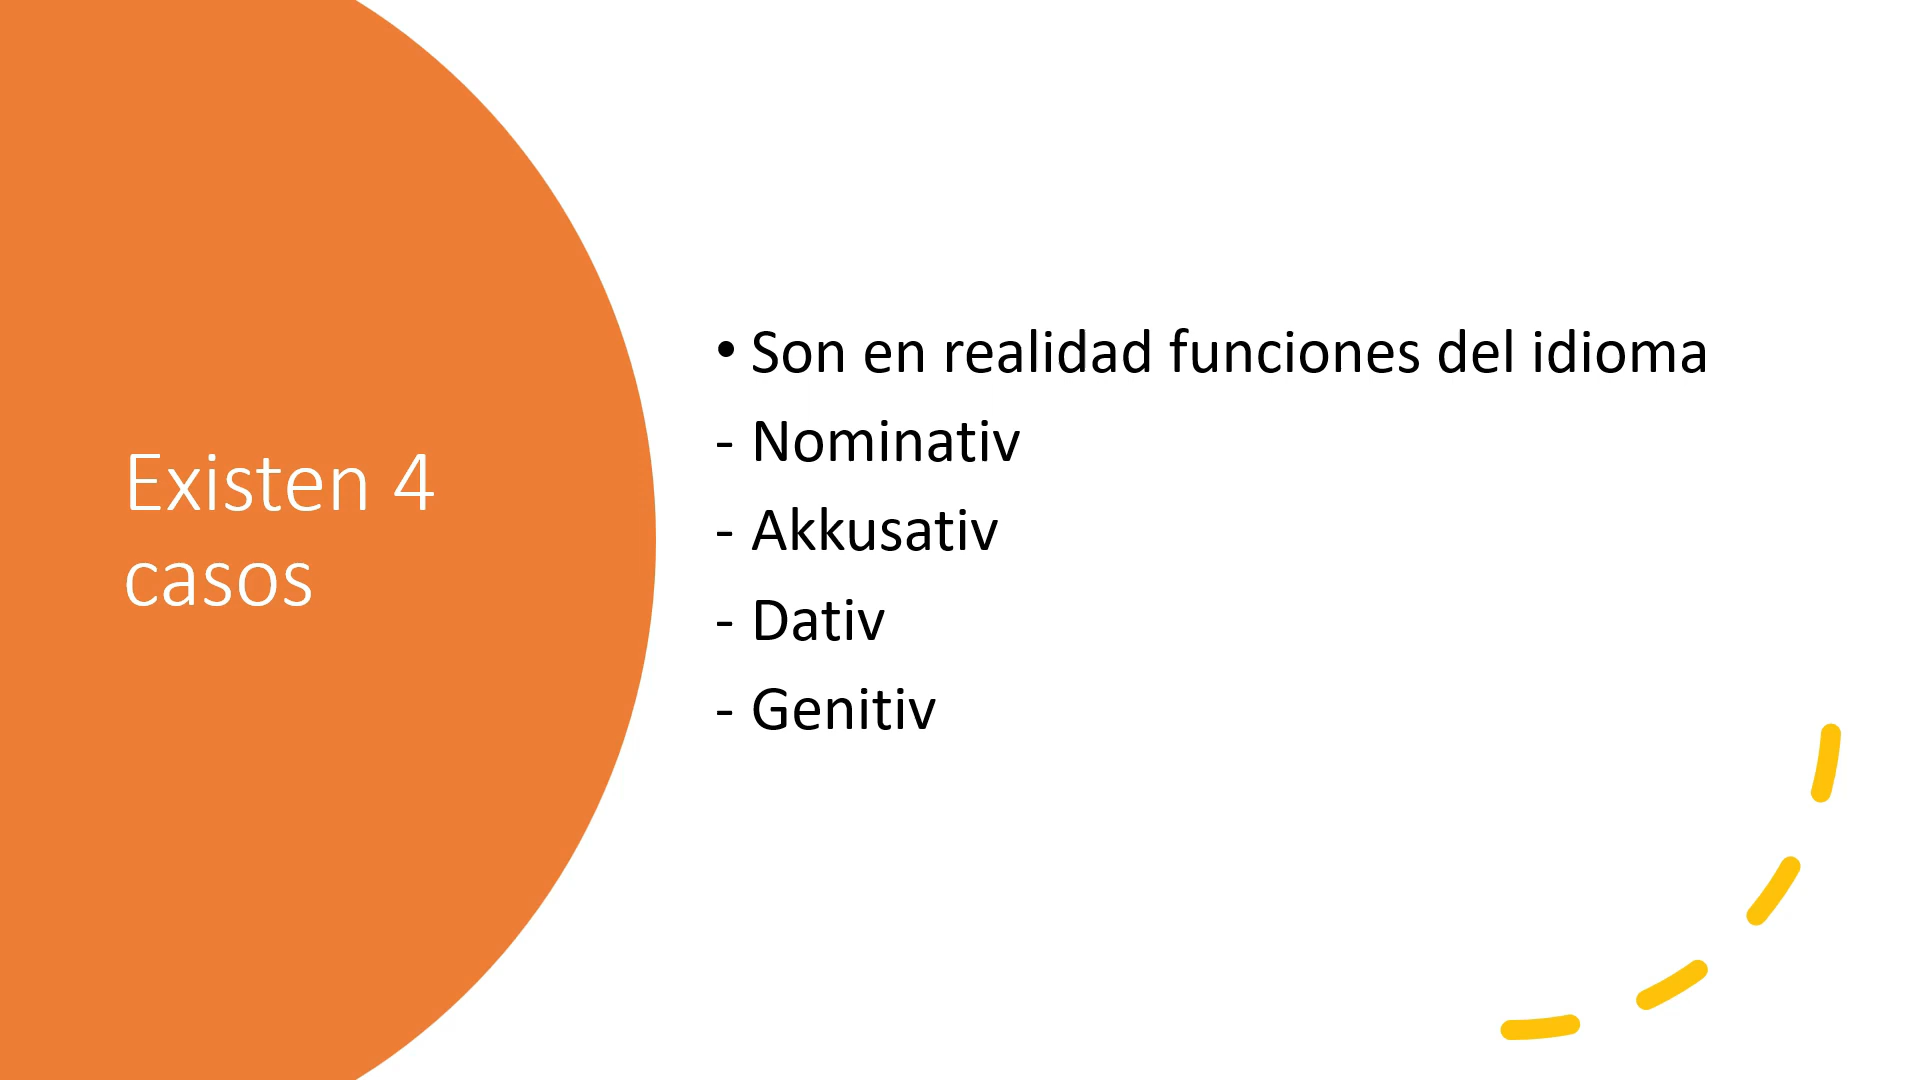 Existen 4
casos
• Son en realidad funciones del idioma
- Nominativ
- Akkusativ
- Dativ
- Genitiv